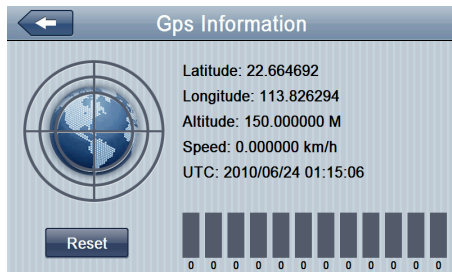 Gps Information
Latitude: 22.664692
Longitude: 113.826294
Altitude: 150.000000 M
Speed: 0.000000 km/h
UTC: 2010/06/24 01:15:06
Reset
0 0 0 0 0 0 0 0 0 0 0 0